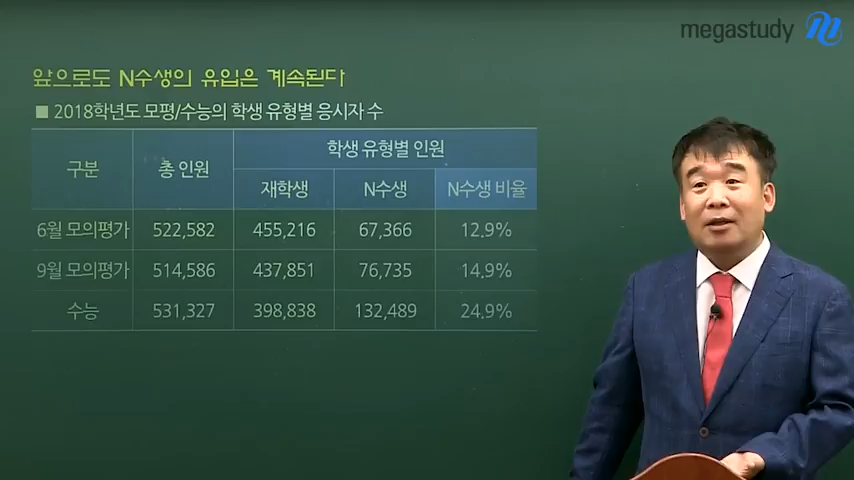 megastudy
앞으로도 N수생의 유입은 계속된다
■ 2018학년도 모평/수능의 학생 유형별 응시자 수
구분 총 인원 학생 유형별 인원
재학생 N수생 N수생 비율
6월 모의평가 522,582 455,216 67,366 12.9%
9월 모의평가 514,586 437,851 76,735 14.9%
수능 531,327 398,838 132,489 24.9%